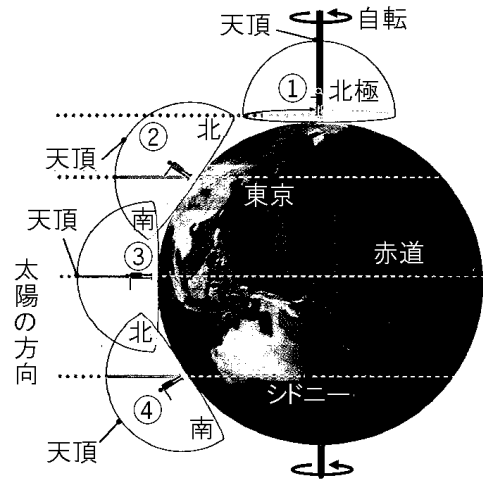 天頂
自転
①
北極
②
北
天頂
東京
南
天頂
③
赤道
太陽の方向
北
④
シドニー
南
天頂